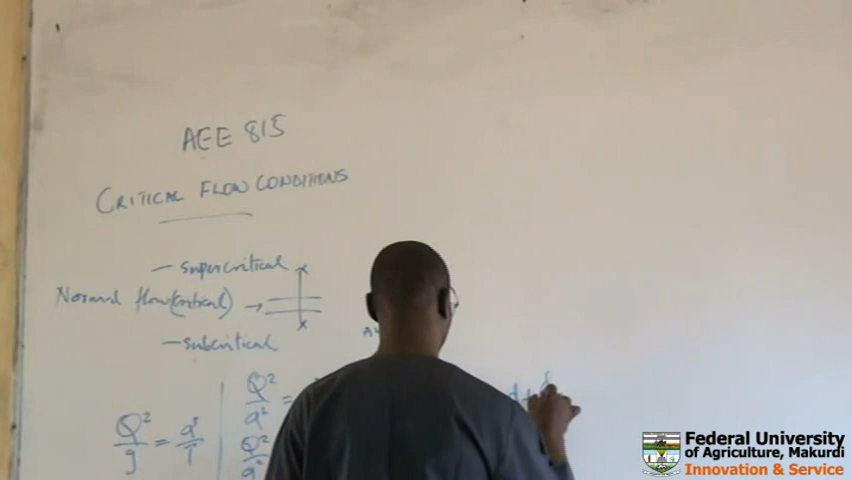 AEE 815
CRITICAL FLOW CONDITIONS
— supercritical
Normal flow (critical) →
— subcritical
Q² / g = a³ / T
Q² / a² =
Q² / a²
Federal University
of Agriculture, Makurdi
Innovation & Service